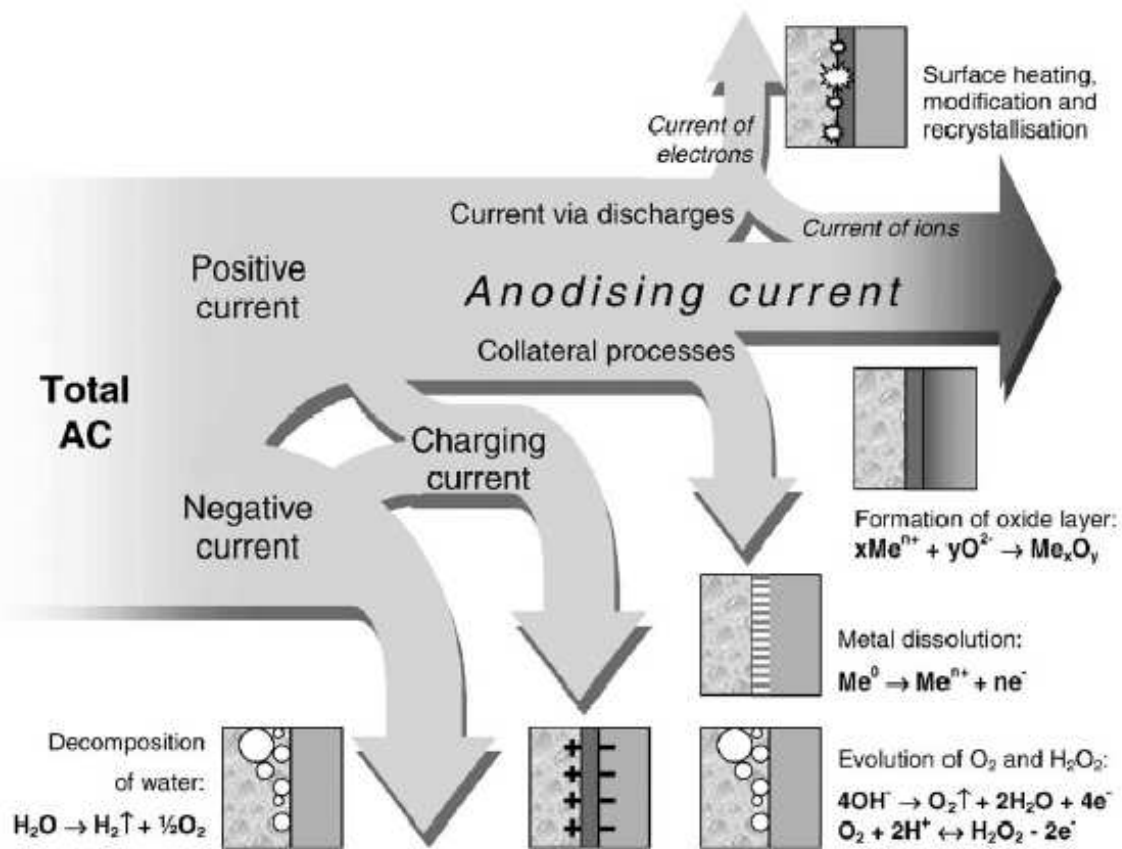 Surface heating,
modification and
recrystallisation
Current of
electrons
Current via discharges
Current of ions
Positive
current
Anodising current
Collateral processes
Total
AC
Charging
current
Negative
current
Formation of oxide layer:
xMeⁿ⁺ + yO²⁻ → MeₓOᵧ
Metal dissolution:
Me⁰ → Meⁿ⁺ + ne⁻
Decomposition
of water:
H₂O → H₂↑ + ½O₂
+ −
+ −
+ −
+ −
Evolution of O₂ and H₂O₂:
4OH⁻ → O₂↑ + 2H₂O + 4e⁻
O₂ + 2H⁺ ↔ H₂O₂ - 2e⁻